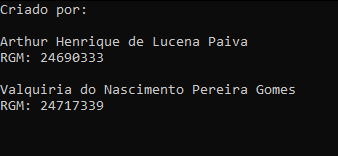 Criado por:
Arthur Henrique de Lucena Paiva
RGM: 24690333
Valquiria do Nascimento Pereira Gomes
RGM: 24717339